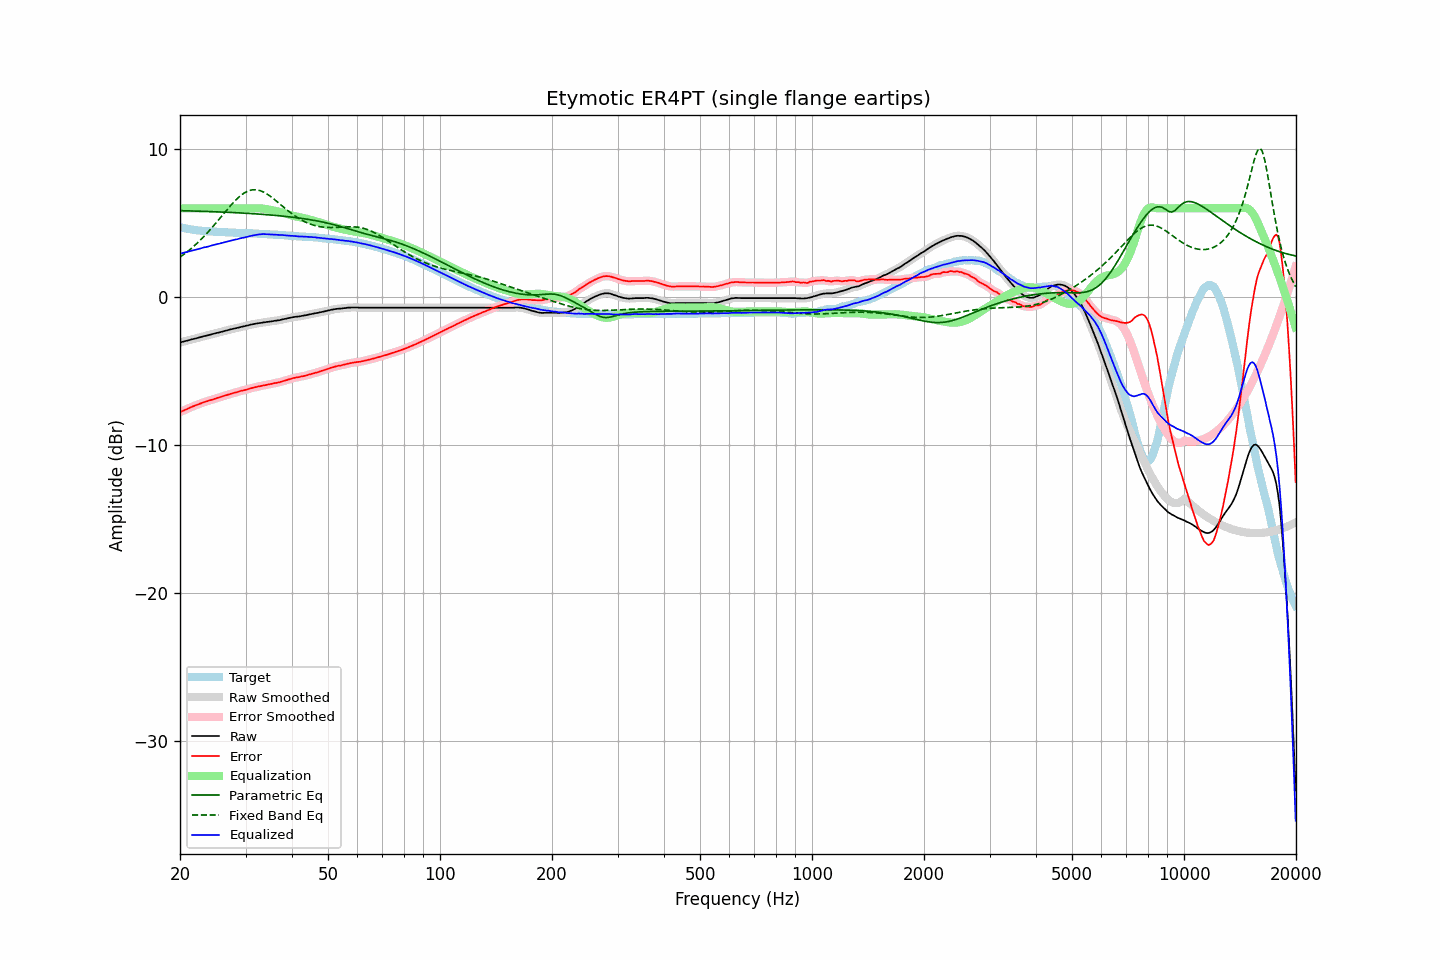 Etymotic ER4PT (single flange eartips)
10
0
−10
−20
−30
Amplitude (dBr)
Target
Raw Smoothed
Error Smoothed
Raw
Error
Equalization
Parametric Eq
Fixed Band Eq
Equalized
20 50 100 200 500 1000 2000 5000 10000 20000
Frequency (Hz)